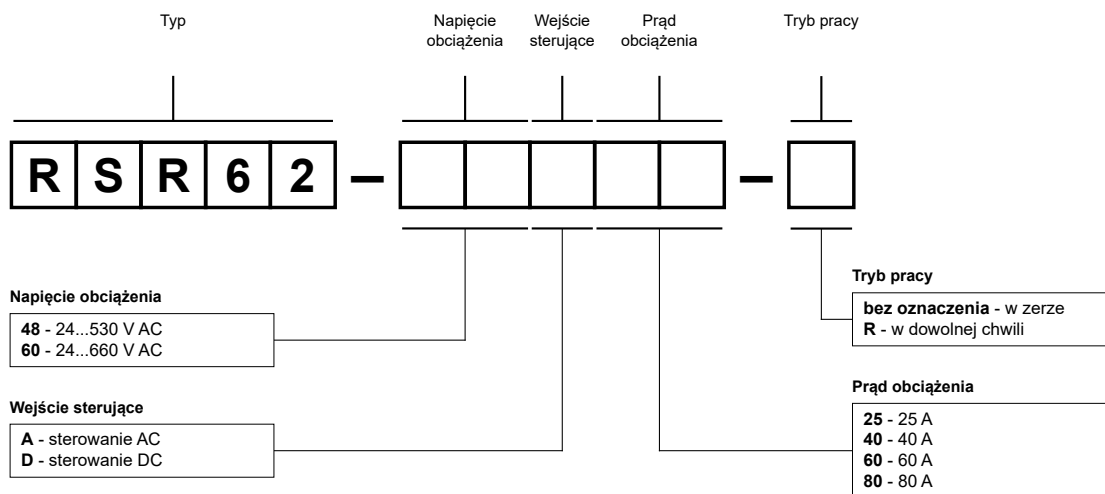 Typ
Napięcie
obciążenia
Wejście
sterujące
Prąd
obciążenia
Tryb pracy
R S R 6 2 – –
Napięcie obciążenia
48 - 24...530 V AC
60 - 24...660 V AC
Wejście sterujące
A - sterowanie AC
D - sterowanie DC
Tryb pracy
bez oznaczenia - w zerze
R - w dowolnej chwili
Prąd obciążenia
25 - 25 A
40 - 40 A
60 - 60 A
80 - 80 A